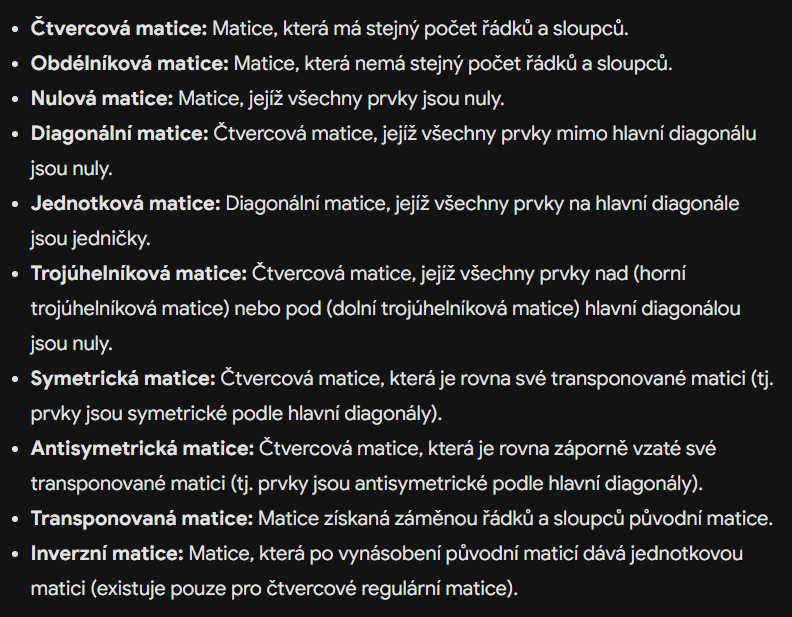 • Čtvercová matice: Matice, která má stejný počet řádků a sloupců.
• Obdélníková matice: Matice, která nemá stejný počet řádků a sloupců.
• Nulová matice: Matice, jejíž všechny prvky jsou nuly.
• Diagonální matice: Čtvercová matice, jejíž všechny prvky mimo hlavní diagonálu
jsou nuly.
• Jednotková matice: Diagonální matice, jejíž všechny prvky na hlavní diagonále
jsou jedničky.
• Trojúhelníková matice: Čtvercová matice, jejíž všechny prvky nad (horní
trojúhelníková matice) nebo pod (dolní trojúhelníková matice) hlavní diagonálou
jsou nuly.
• Symetrická matice: Čtvercová matice, která je rovna své transponované matici (tj.
prvky jsou symetrické podle hlavní diagonály).
• Antisymetrická matice: Čtvercová matice, která je rovna záporně vzaté své
transponované matici (tj. prvky jsou antisymetrické podle hlavní diagonály).
• Transponovaná matice: Matice získaná záměnou řádků a sloupců původní matice.
• Inverzní matice: Matice, která po vynásobení původní maticí dává jednotkovou
matici (existuje pouze pro čtvercové regulární matice).